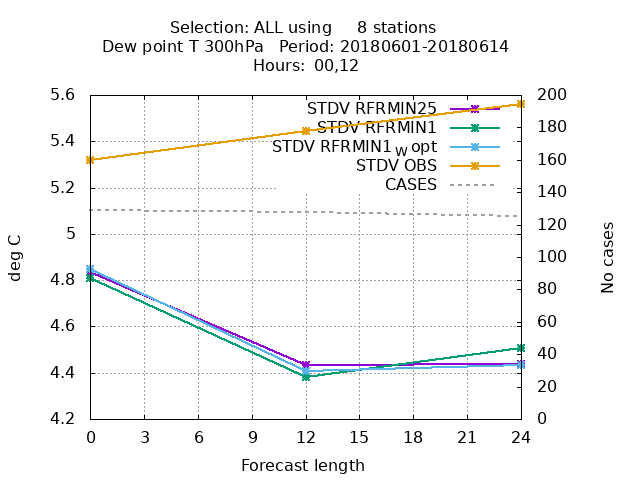 Selection: ALL using 8 stations
Dew point T 300hPa Period: 20180601-20180614
Hours: 00,12
5.6
5.4
5.2
5
4.8
4.6
4.4
4.2
deg C
STDV RFRMIN25
STDV RFRMIN1
STDV RFRMIN1wopt
STDV OBS
CASES
200
180
160
140
120
100
80
60
40
20
0
No cases
0 3 6 9 12 15 18 21 24
Forecast length